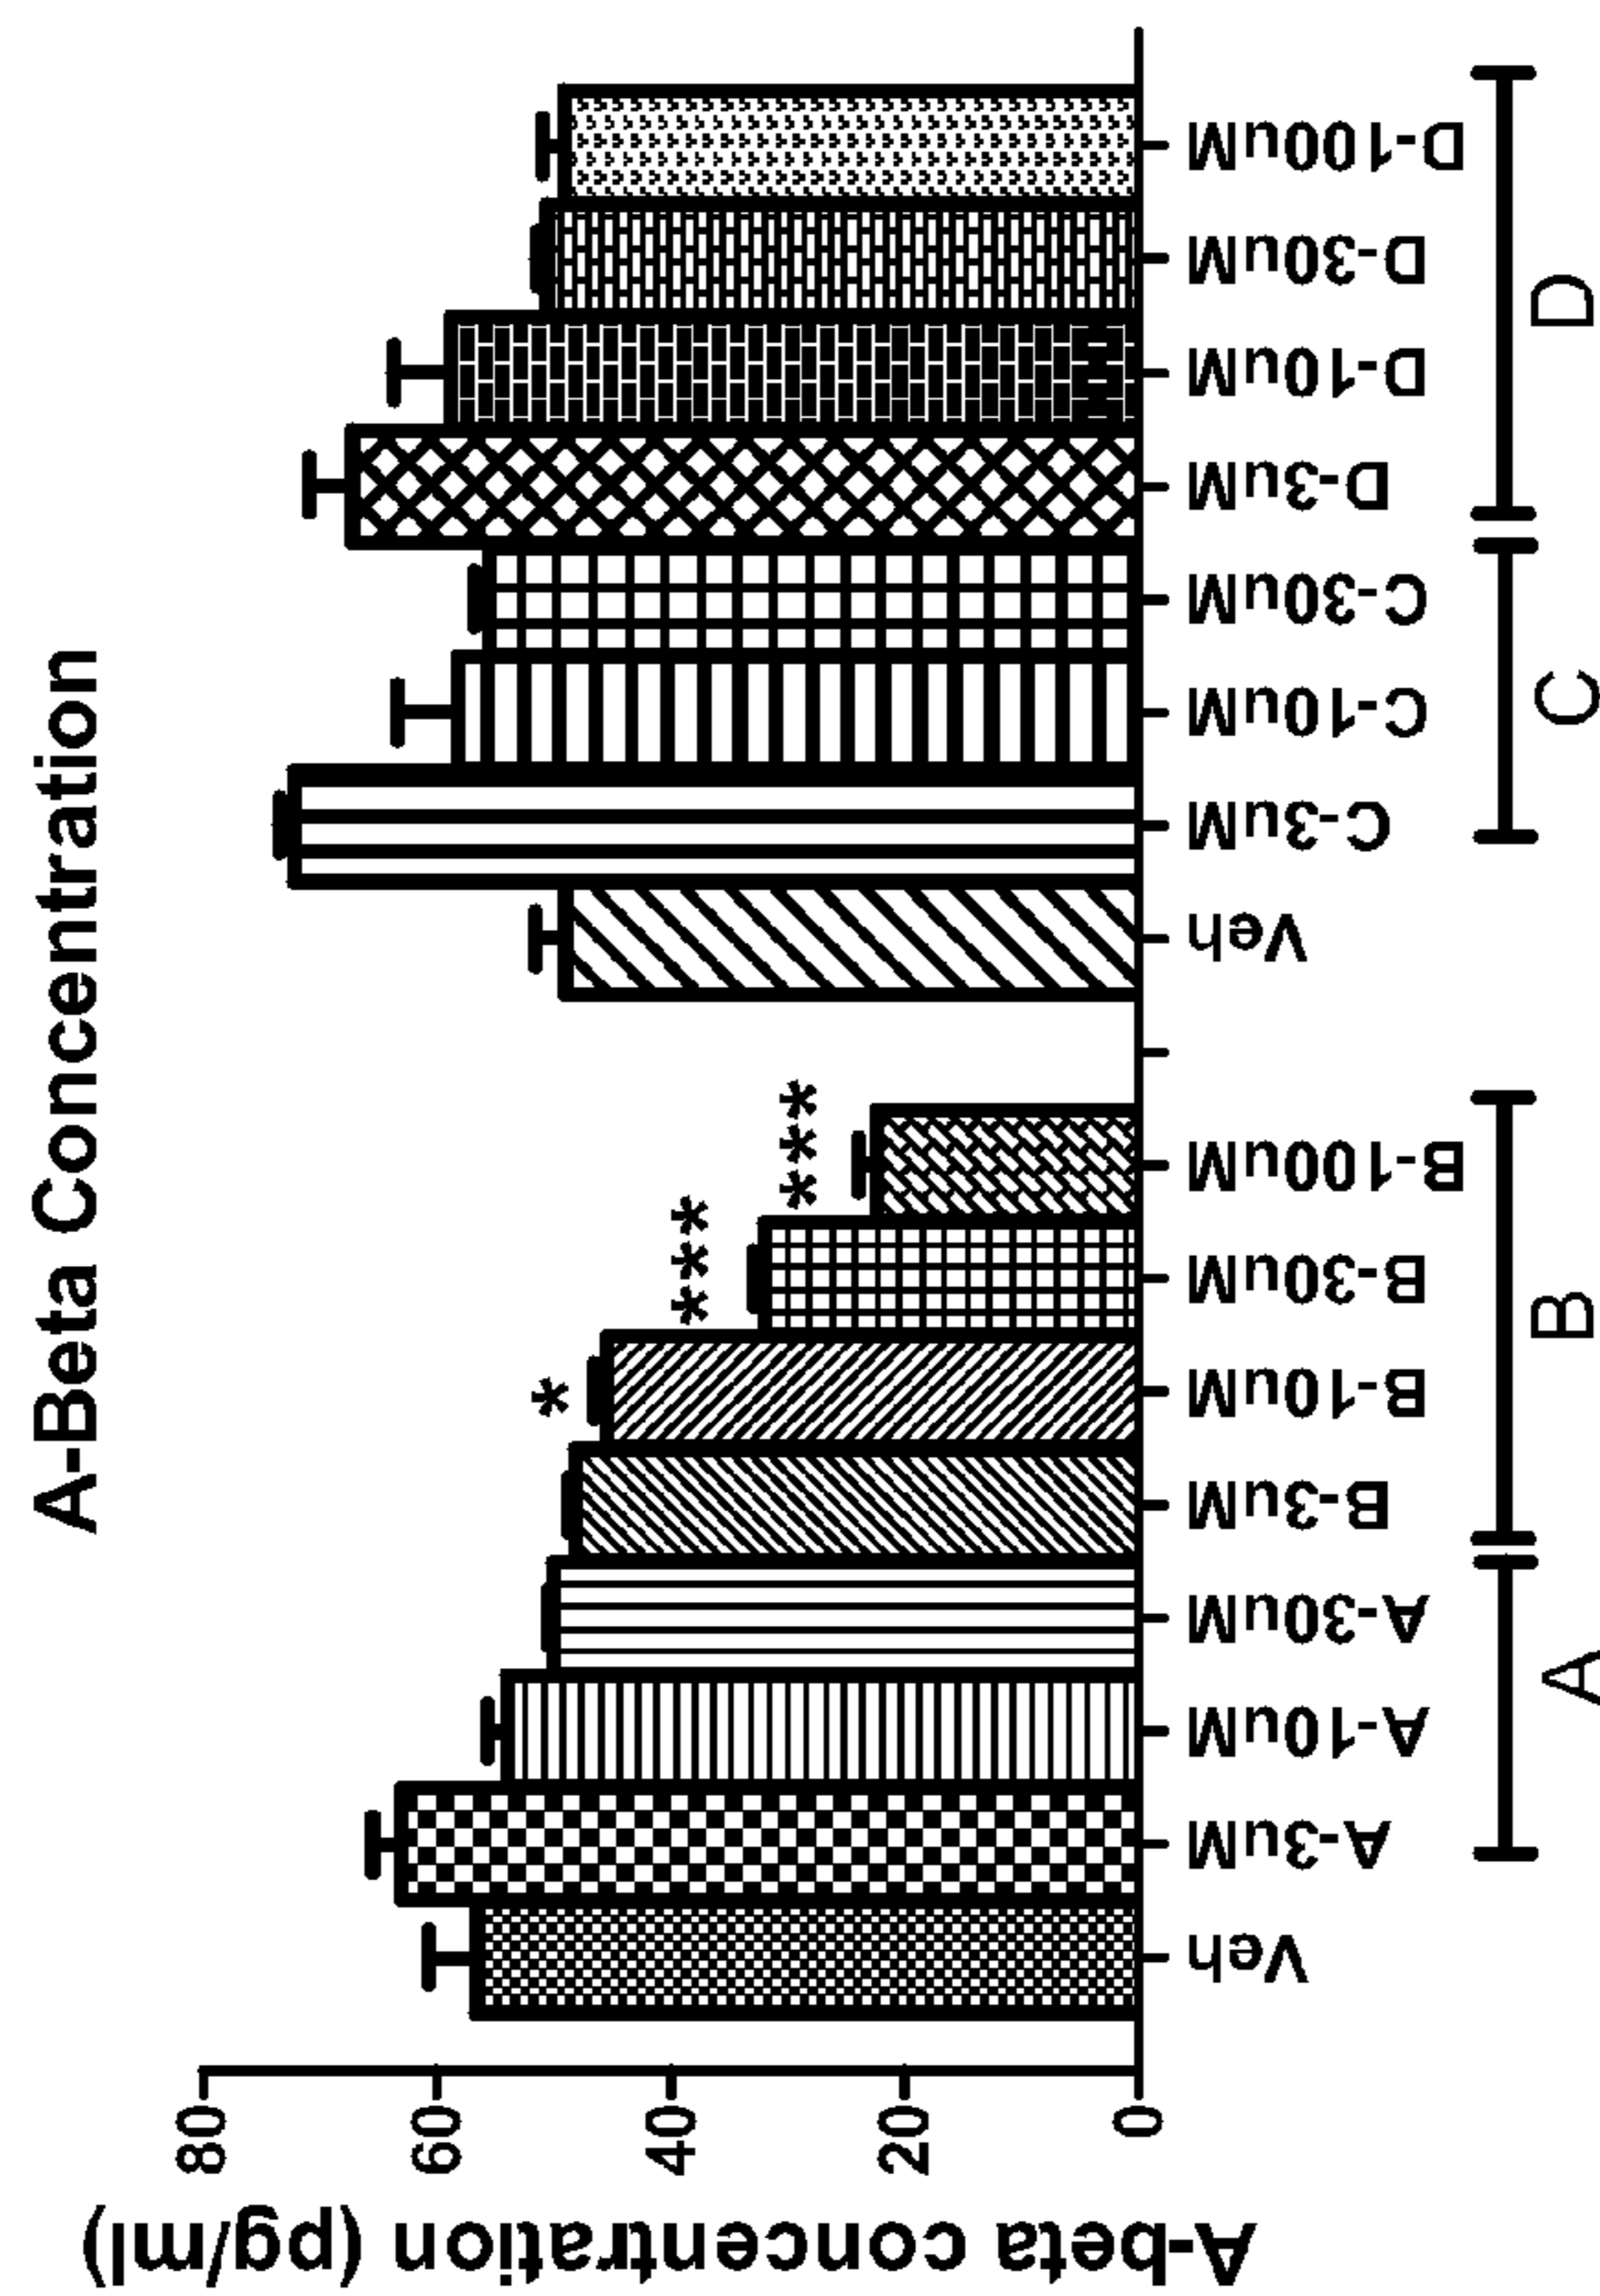 A-Beta Concentration
A-beta concentration (pg/ml)
80
60
40
20
0
*
***
***
Veh
A-3uM
A-10uM
A-30uM
B-3uM
B-10uM
B-30uM
B-100uM
Veh
C-3uM
C-10uM
C-30uM
D-3uM
D-10uM
D-30uM
D-100uM
A
B
C
D